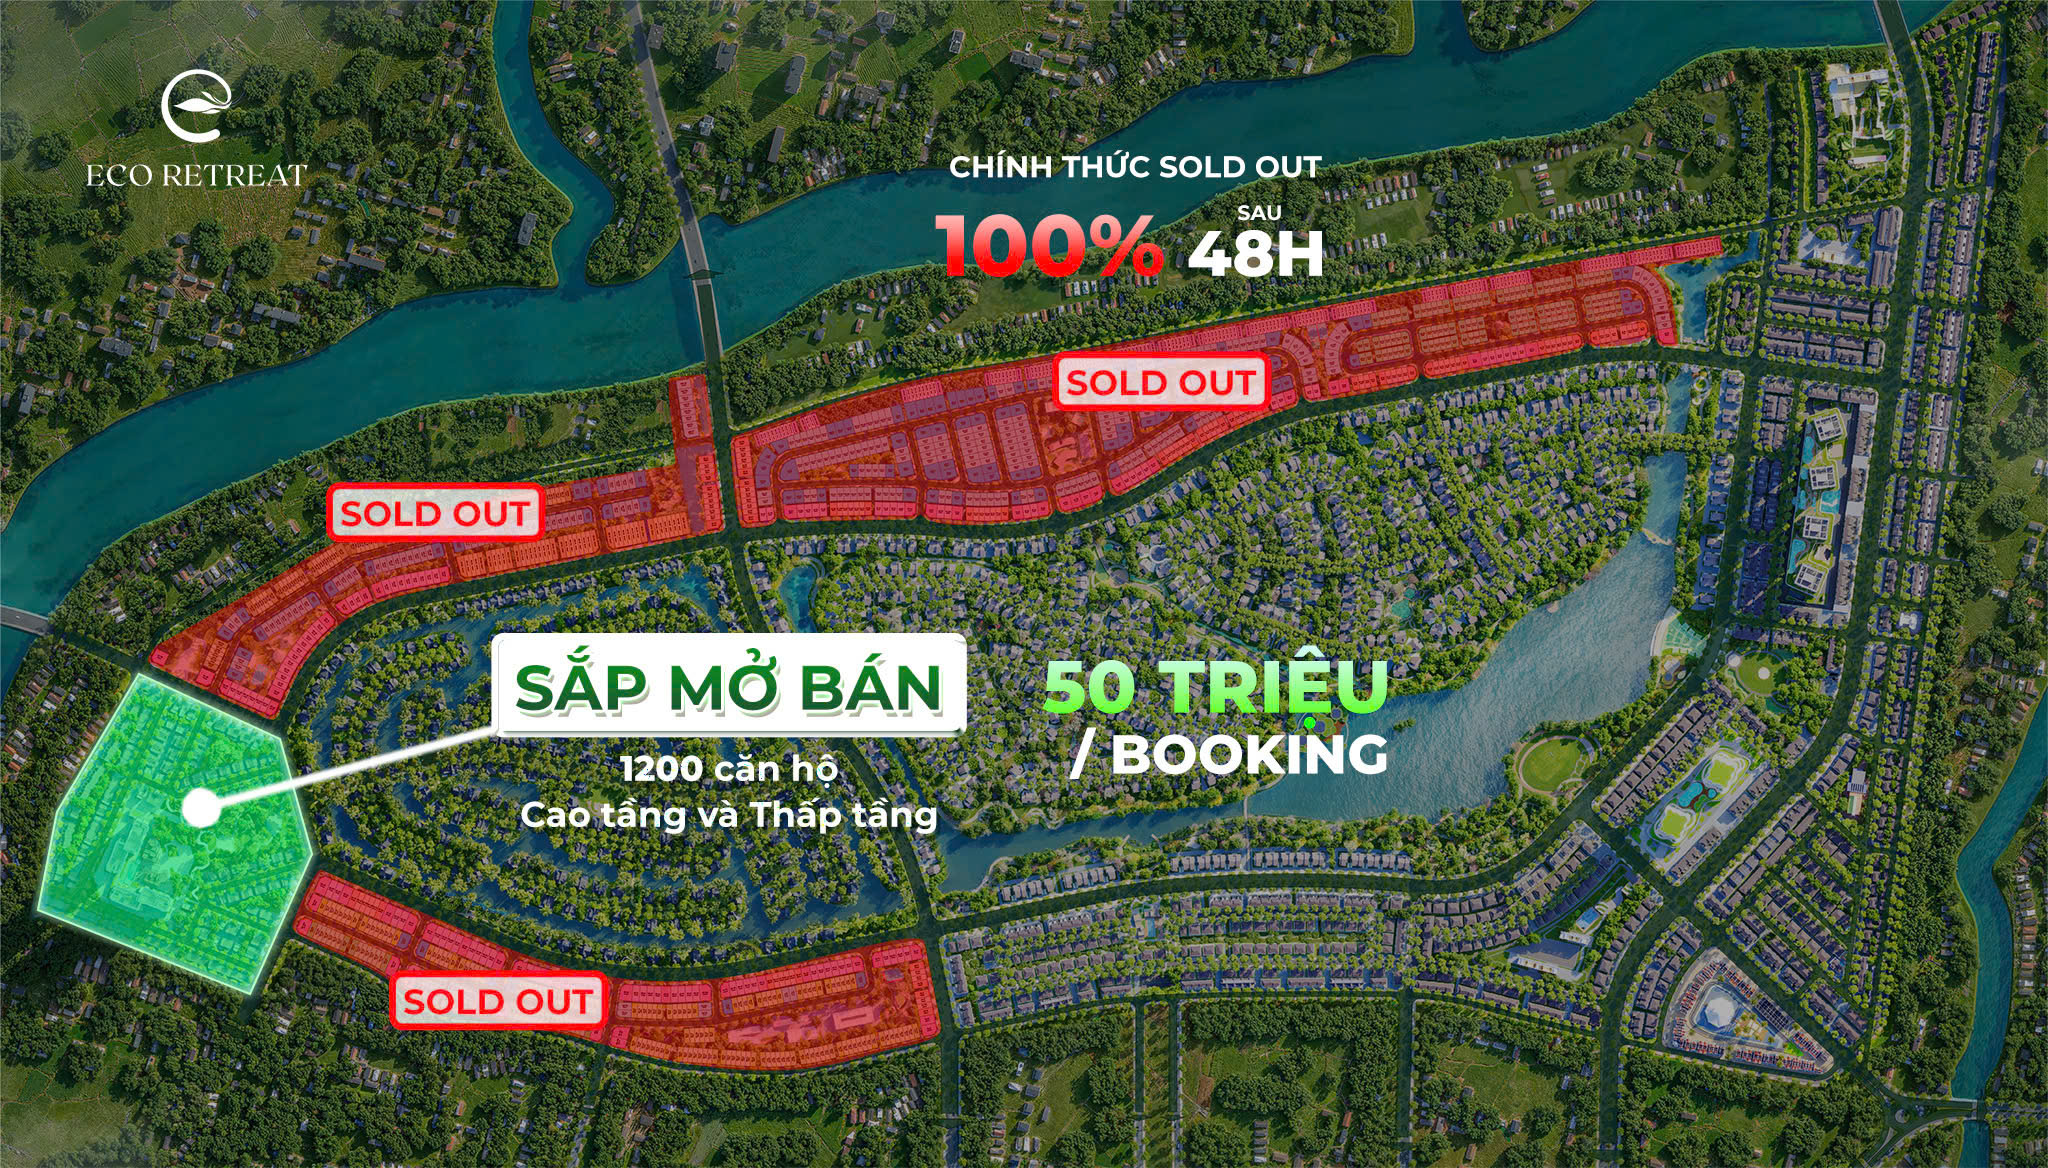 ECO RETREAT
CHÍNH THỨC SOLD OUT
100% SAU 48H
SOLD OUT
SOLD OUT
SẮP MỞ BÁN
1200 căn hộ
Cao tầng và Thấp tầng
50 TRIỆU
/ BOOKING
SOLD OUT